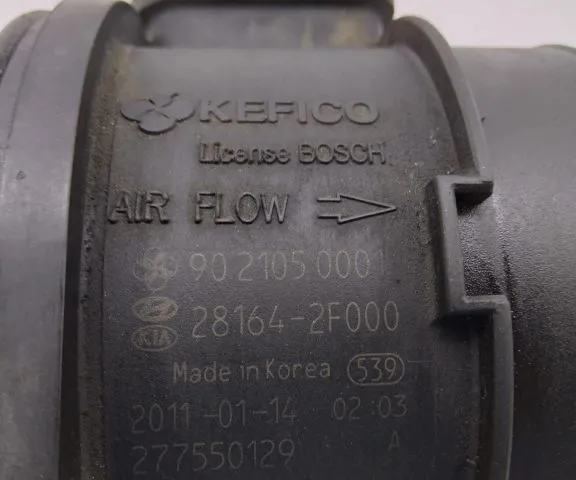 KEFICO
License BOSCH
AIR FLOW
90 2105 0001
28164-2F000
KIA
Made in Korea 539
2011-01-14 02:03
277550129 A